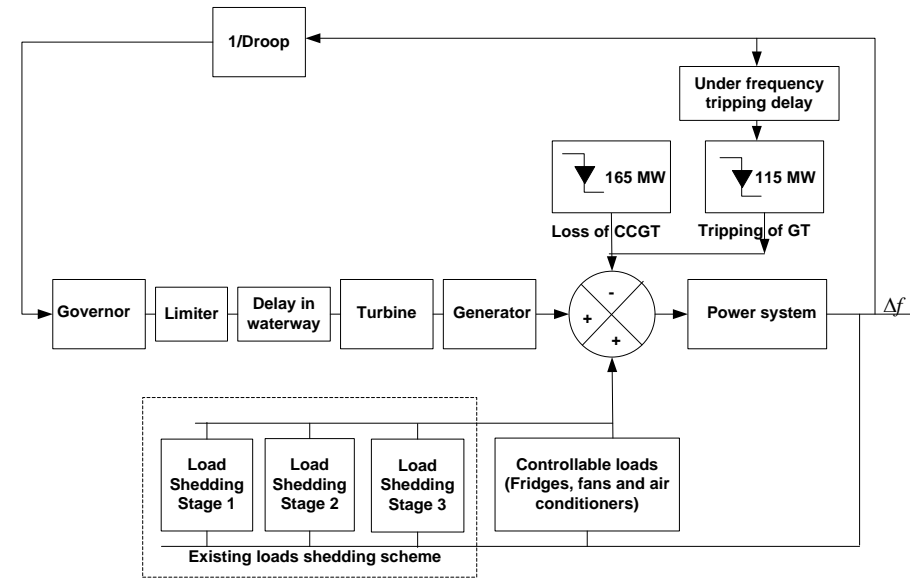 1/Droop
Under frequency
tripping delay
165 MW
115 MW
Loss of CCGT
Tripping of GT
Governor
Limiter
Delay in
waterway
Turbine
Generator
-
+
+
Power system
Δf
Load
Shedding
Stage 1
Load
Shedding
Stage 2
Load
Shedding
Stage 3
Controllable loads
(Fridges, fans and air
conditioners)
Existing loads shedding scheme